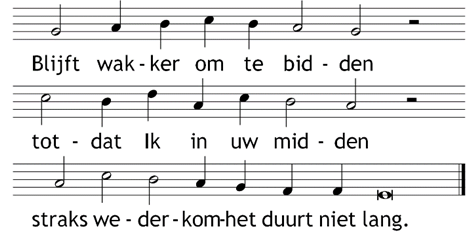 Blijft wak - ker om te bid - den
tot - dat Ik in uw mid - den
straks we - der - kom - het duurt niet lang.